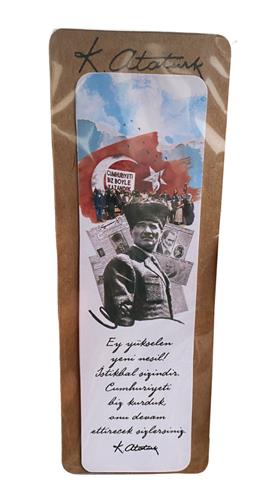 K. Atatürk
CUMHURİYETİ
BİZ BÖYLE
KAZANDIK
Ey yükselen
yeni nesil!
İstikbal sizindir.
Cumhuriyeti
biz kurduk
onu devam
ettirecek sizlersiniz.
K. Atatürk